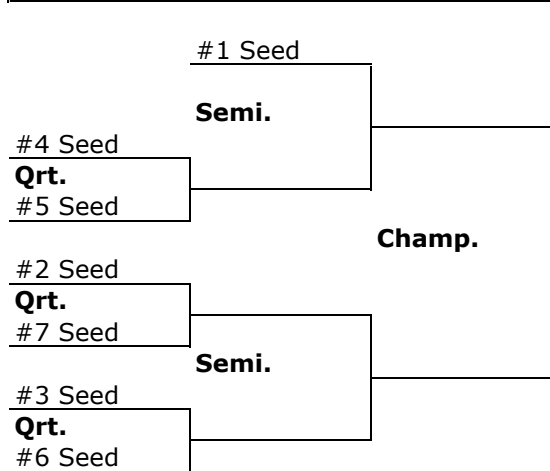 #1 Seed
Semi.
#4 Seed
Qrt.
#5 Seed
Champ.
#2 Seed
Qrt.
#7 Seed
Semi.
#3 Seed
Qrt.
#6 Seed